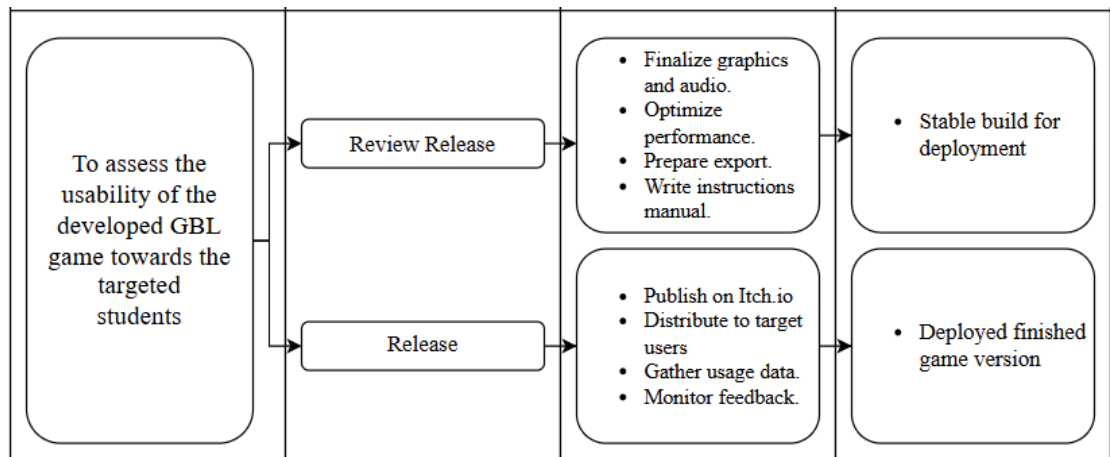 To assess the
usability of the
developed GBL
game towards the
targeted
students
Review Release
• Finalize graphics
and audio.
• Optimize
performance.
• Prepare export.
• Write instructions
manual.
• Stable build for
deployment
Release
• Publish on Itch.io
• Distribute to target
users
• Gather usage data.
• Monitor feedback.
• Deployed finished
game version